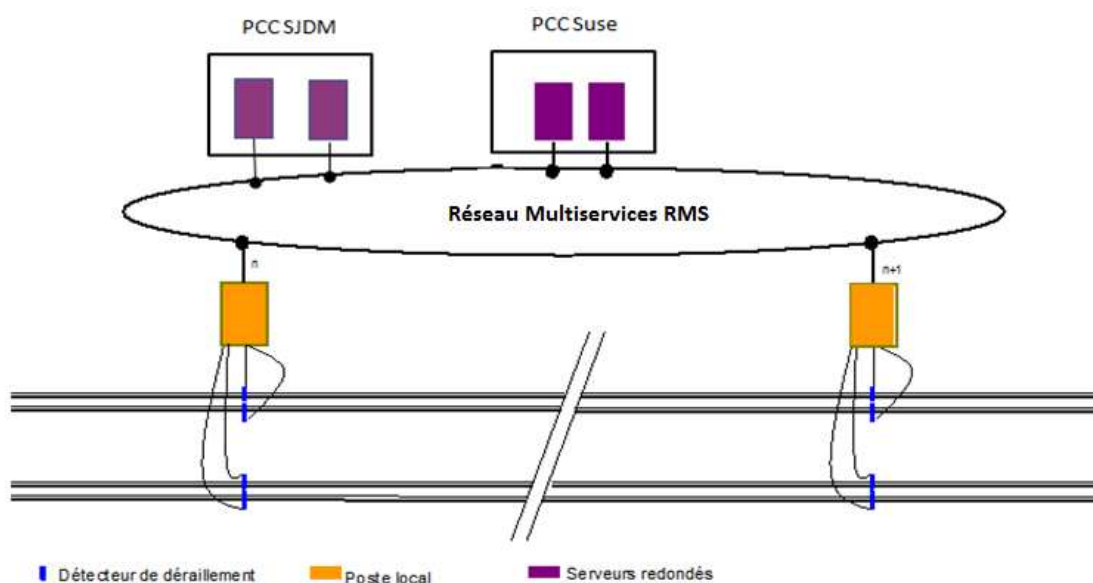 PCC SJDM
PCC Suse
Réseau Multiservices RMS
n
n+1
Détecteur de déraillement
Poste local
Serveurs redondés